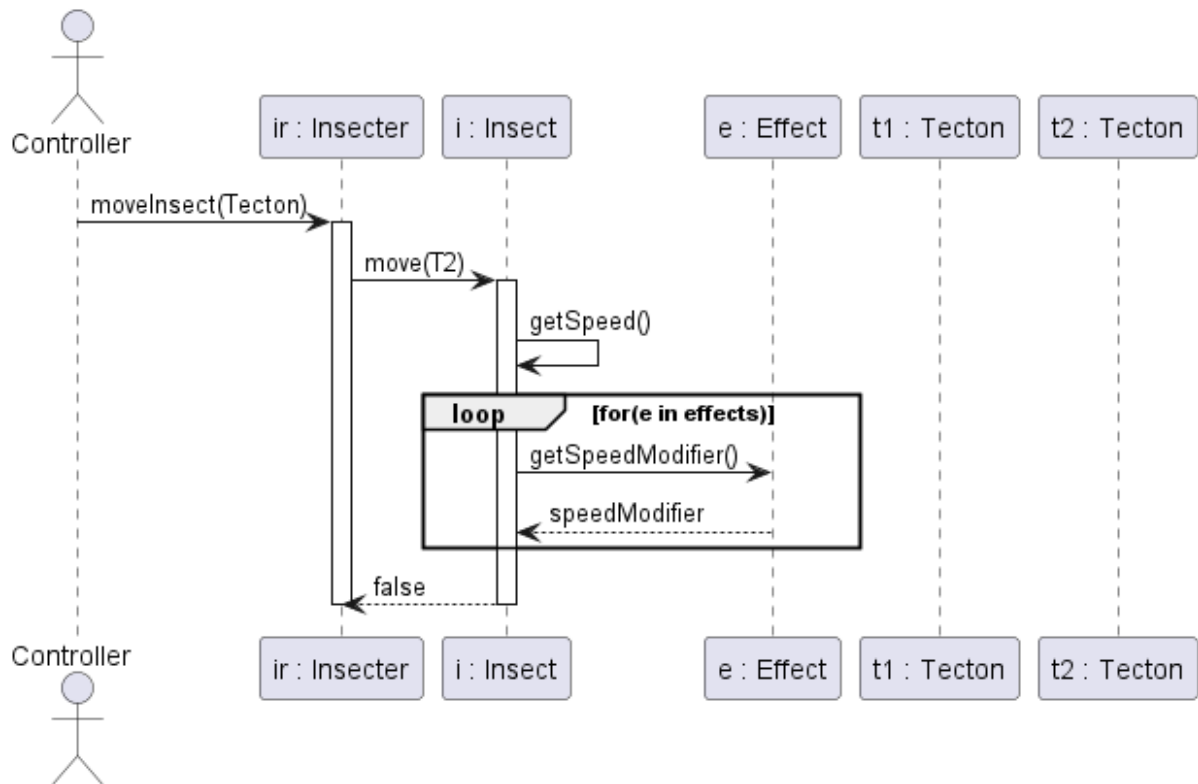 Controller
ir : Insecter
i : Insect
e : Effect
t1 : Tecton
t2 : Tecton
moveInsect(Tecton)
move(T2)
getSpeed()
loop [for(e in effects)]
getSpeedModifier()
speedModifier
false
Controller
ir : Insecter
i : Insect
e : Effect
t1 : Tecton
t2 : Tecton